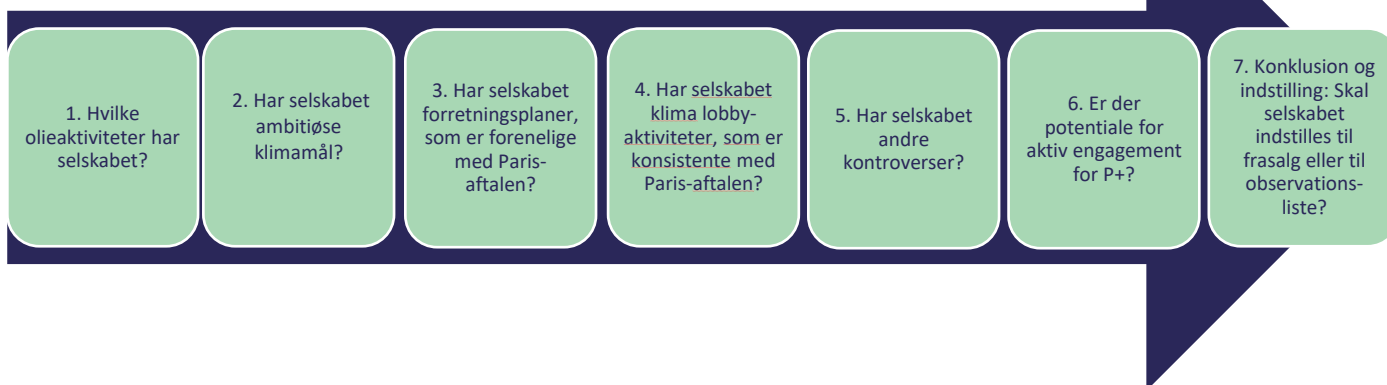 1. Hvilke
olieaktiviteter har
selskabet?
2. Har selskabet
ambitiøse
klimamål?
3. Har selskabet
forretningsplaner,
som er forenelige
med Paris-
aftalen?
4. Har selskabet
klima lobby-
aktiviteter, som er
konsistente med
Paris-aftalen?
5. Har selskabet
andre
kontroverser?
6. Er der
potentiale for
aktiv engagement
for P+?
7. Konklusion og
indstilling: Skal
selskabet
indstilles til
frasalg eller til
observations-
liste?